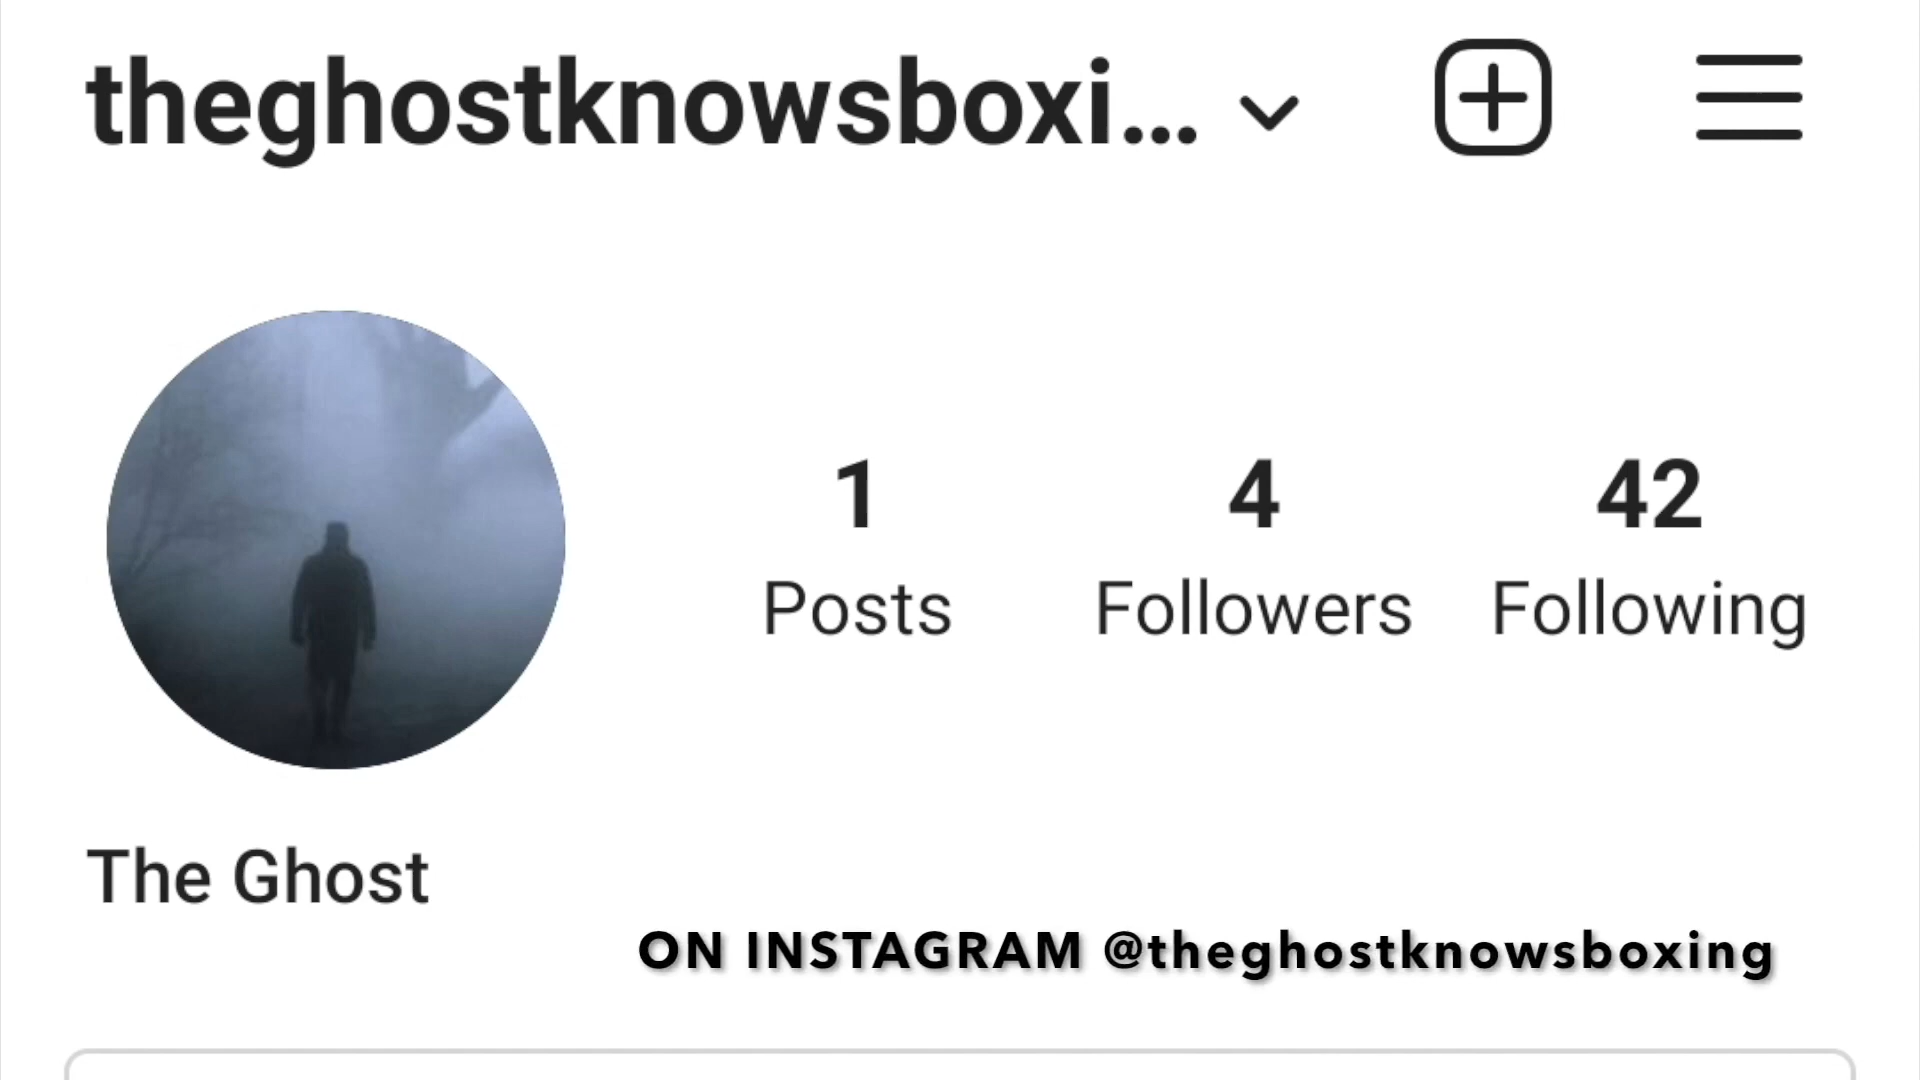 theghostknowsboxi...
1 4 42
Posts Followers Following
The Ghost
ON INSTAGRAM @theghostknowsboxing